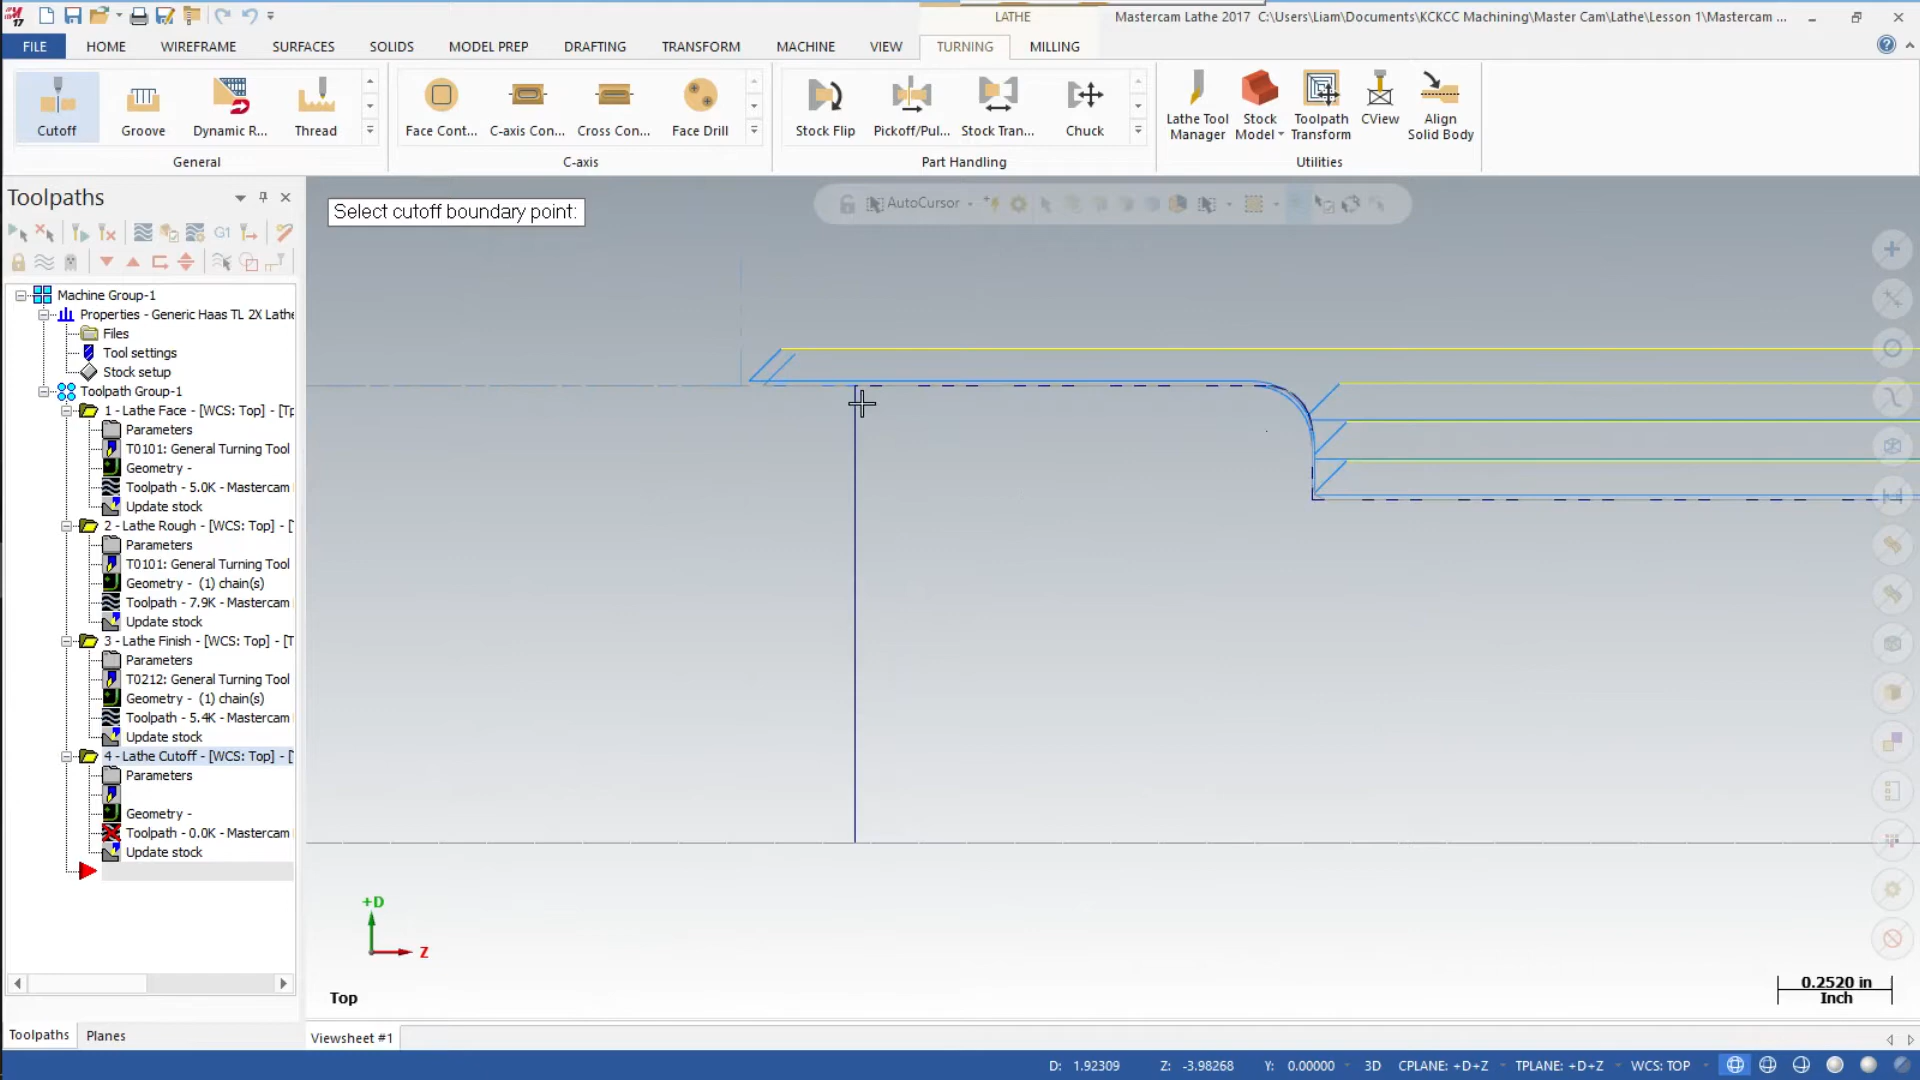 LATHE
Mastercam Lathe 2017 C:\Users\Liam\Documents\KCKCC Machining\Master Cam\Lathe\Lesson 1\Mastercam ...
17
FILE
HOME
WIREFRAME
SURFACES
SOLIDS
MODEL PREP
DRAFTING
TRANSFORM
MACHINE
VIEW
TURNING
MILLING
Cutoff
Groove
Dynamic R...
Thread
Face Cont...
C-axis Con...
Cross Con...
Face Drill
Stock Flip
Pickoff/Pul...
Stock Tran...
Chuck
Lathe Tool
Manager
Stock
Model
Toolpath
Transform
CView
Align
Solid Body
General
C-axis
Part Handling
Utilities
Toolpaths
Select cutoff boundary point:
AutoCursor
G1
Machine Group-1
Properties - Generic Haas TL 2X Lathe
Files
Tool settings
Stock setup
Toolpath Group-1
1 - Lathe Face - [WCS: Top] - [Tp
Parameters
T0101: General Turning Tool
Geometry -
Toolpath - 5.0K - Mastercam
Update stock
2 - Lathe Rough - [WCS: Top] - [
Parameters
T0101: General Turning Tool
Geometry - (1) chain(s)
Toolpath - 7.9K - Mastercam
Update stock
3 - Lathe Finish - [WCS: Top] - [T
Parameters
T0212: General Turning Tool
Geometry - (1) chain(s)
Toolpath - 5.4K - Mastercam
Update stock
4 - Lathe Cutoff - [WCS: Top] - [
Parameters
Geometry -
Toolpath - 0.0K - Mastercam
Update stock
+D
Z
Top
0.2520 in
Inch
Toolpaths
Planes
Viewsheet #1
D: 1.92309
Z: -3.98268
Y: 0.00000
3D
CPLANE: +D+Z
TPLANE: +D+Z
WCS: TOP